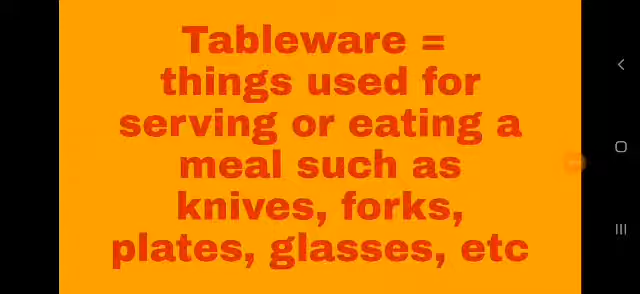 Tableware =
things used for
serving or eating a
meal such as
knives, forks,
plates, glasses, etc